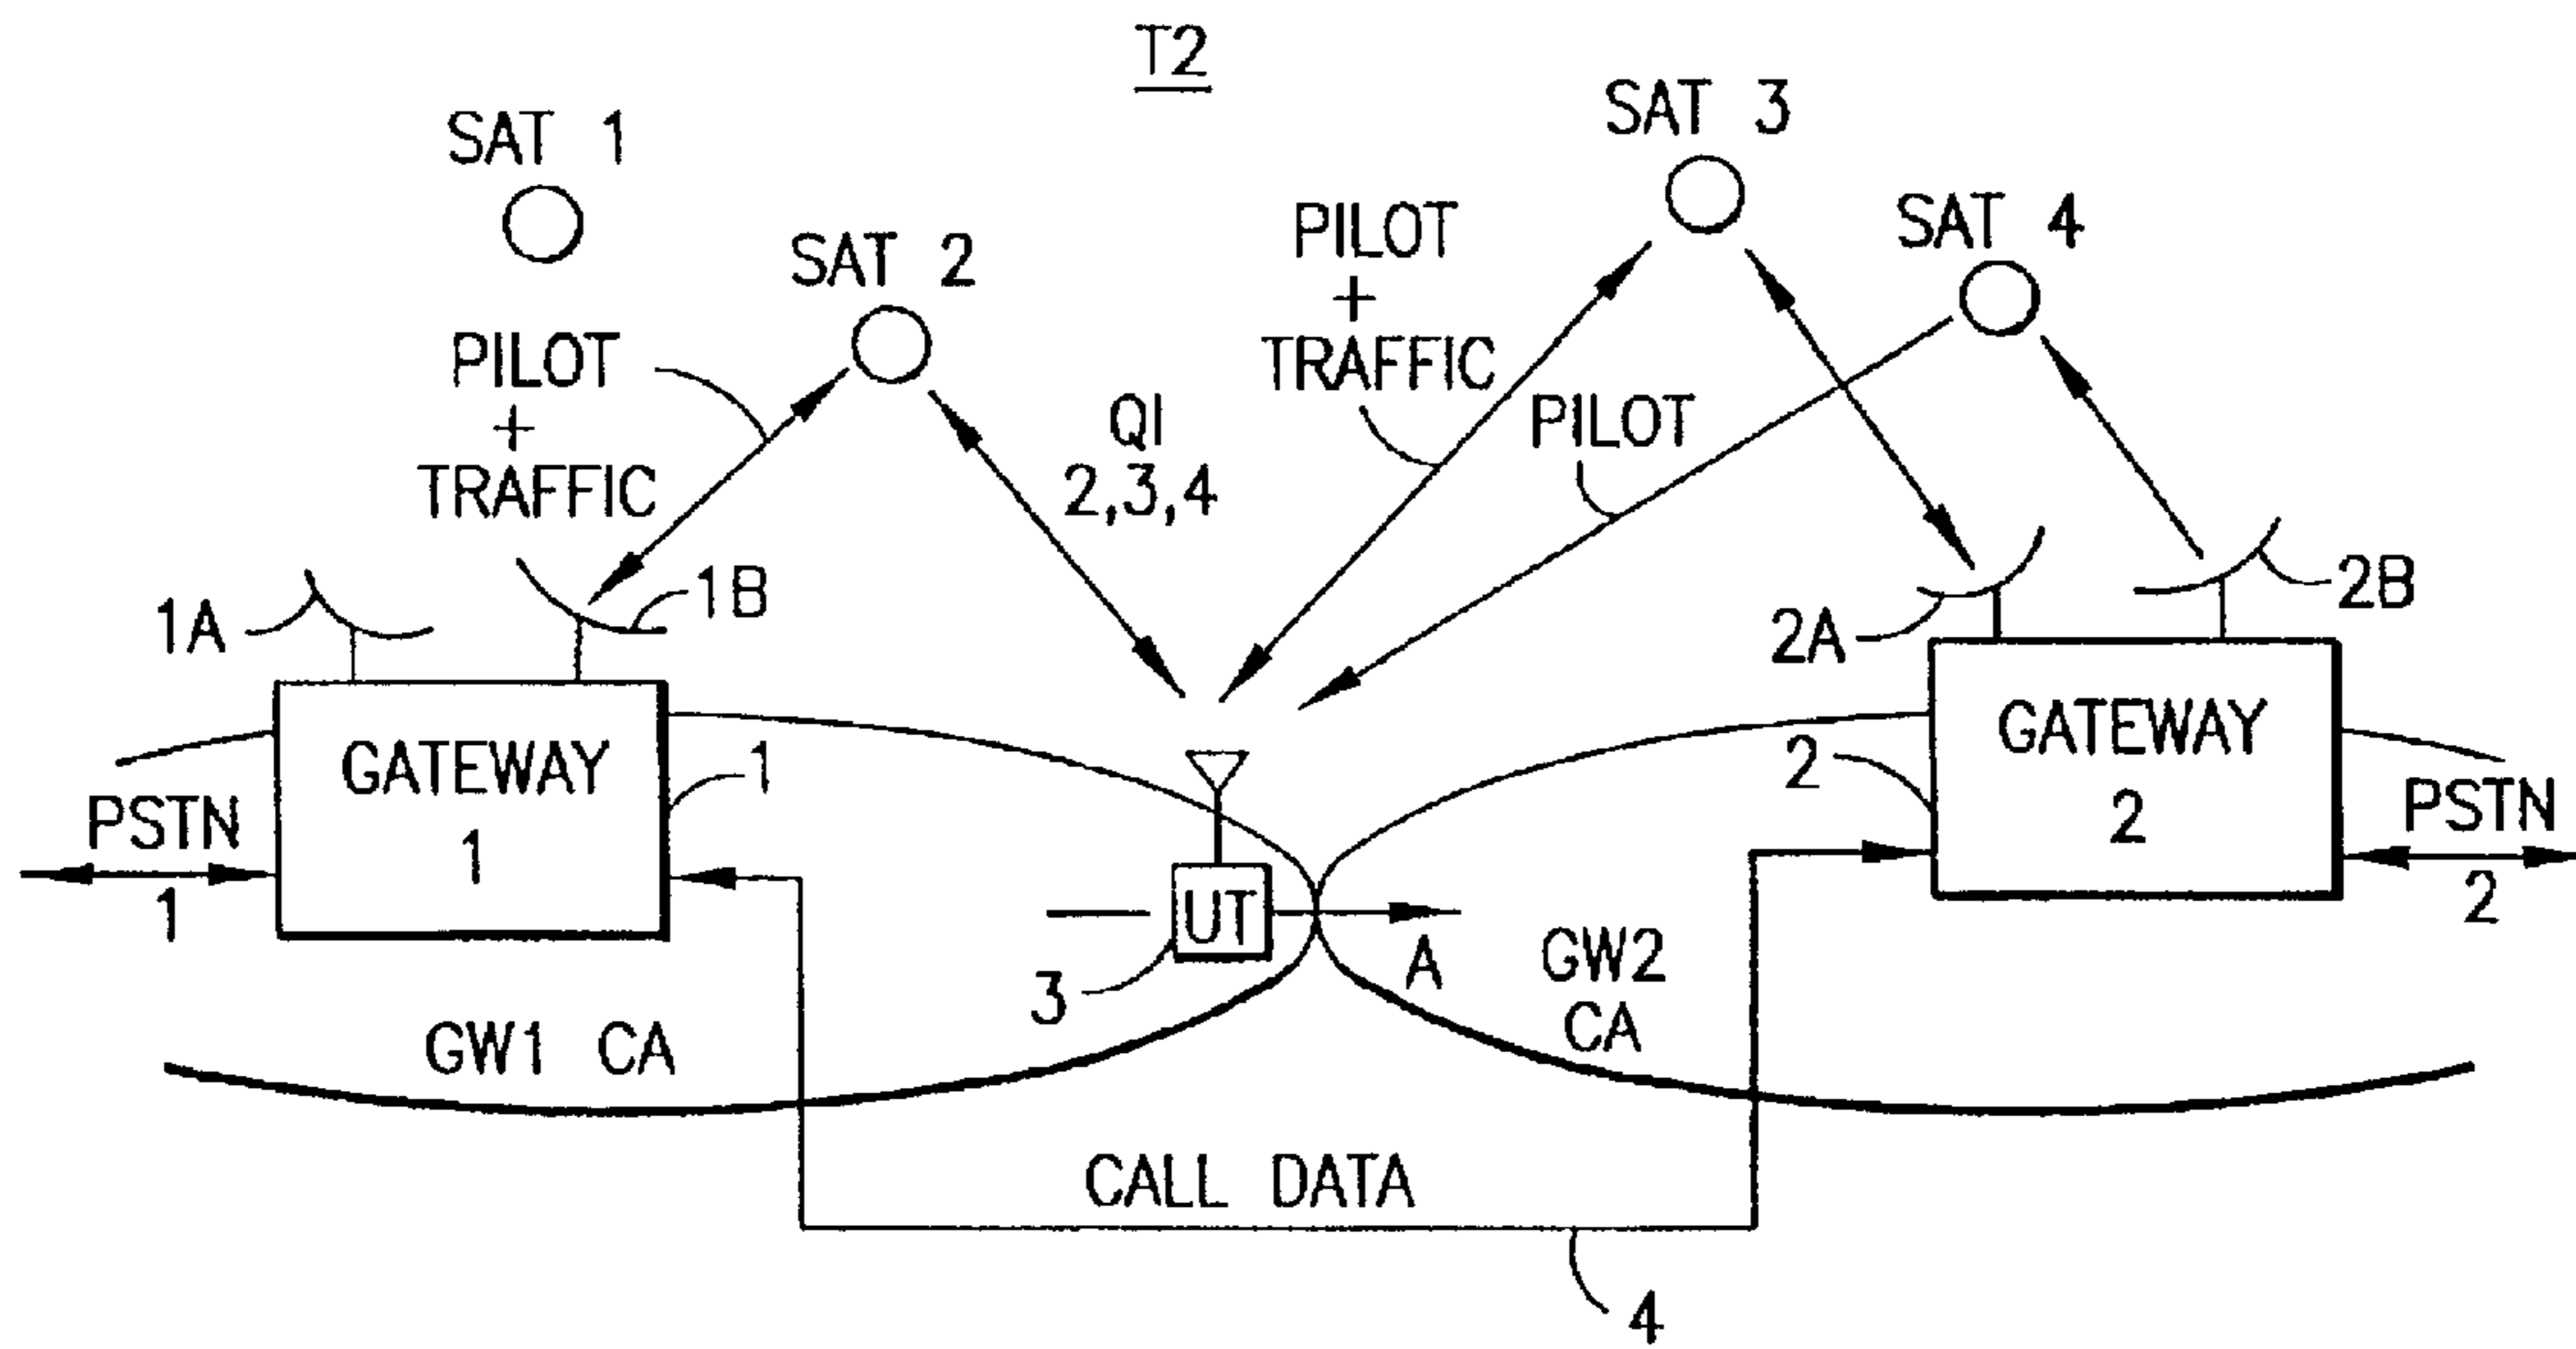 T2
SAT 1
SAT 2
SAT 3
SAT 4
PILOT
+
TRAFFIC
QI
2,3,4
PILOT
+
TRAFFIC
PILOT
1A
1B
2A
2B
GATEWAY
1
1
2
GATEWAY
2
PSTN
1
PSTN
2
UT
3
A
GW1 CA
GW2
CA
CALL DATA
4